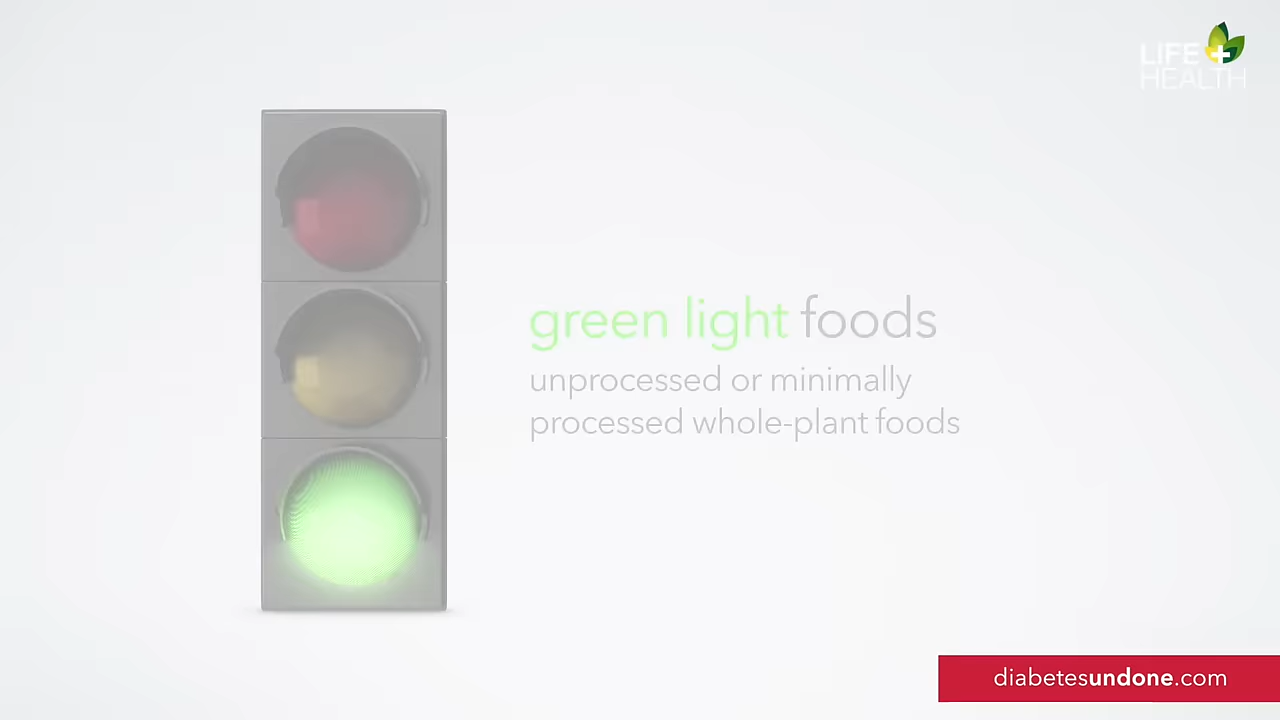 LIFE
HEALTH
green light foods
unprocessed or minimally
processed whole-plant foods
diabetesundone.com